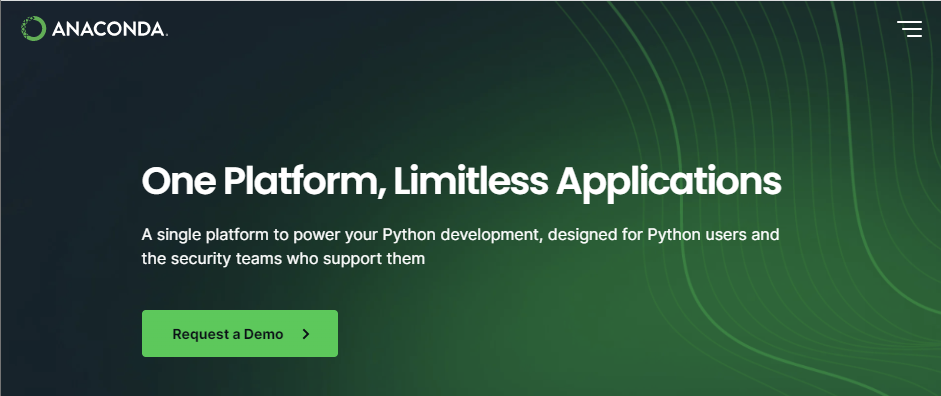 ANACONDA.
One Platform, Limitless Applications
A single platform to power your Python development, designed for Python users and
the security teams who support them
Request a Demo